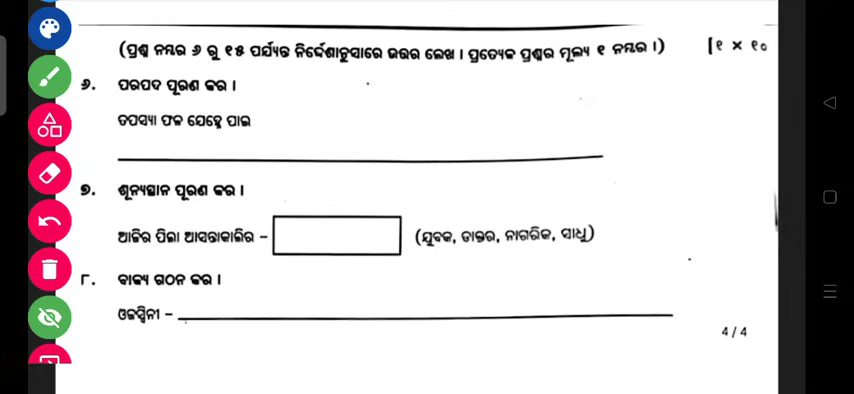 (ପ୍ରଶ୍ନ ନମ୍ବର ୬ ରୁ ୧୫ ପର୍ଯ୍ୟନ୍ତ ନିର୍ଦ୍ଦେଶାନୁସାରେ ଉତ୍ତର ଲେଖ । ପ୍ରତ୍ୟେକ ପ୍ରଶ୍ନର ମୂଲ୍ୟ ୧ ନମ୍ବର ।) [୧ × ୧୦
୬. ପରପଦ ପୂରଣ କର ।
ତପସ୍ୟା ଫଳ ଯେହ୍ନେ ପାଇ
୭. ଶୂନ୍ୟସ୍ଥାନ ପୂରଣ କର ।
ଆଜିର ପିଲା ଆସନ୍ତାକାଲିର - (ଯୁବକ, ଡାକ୍ତର, ନାଗରିକ, ସାଧୁ)
୮. ବାକ୍ୟ ଗଠନ କର ।
ଓଜସ୍ୱିନୀ -
4 / 4